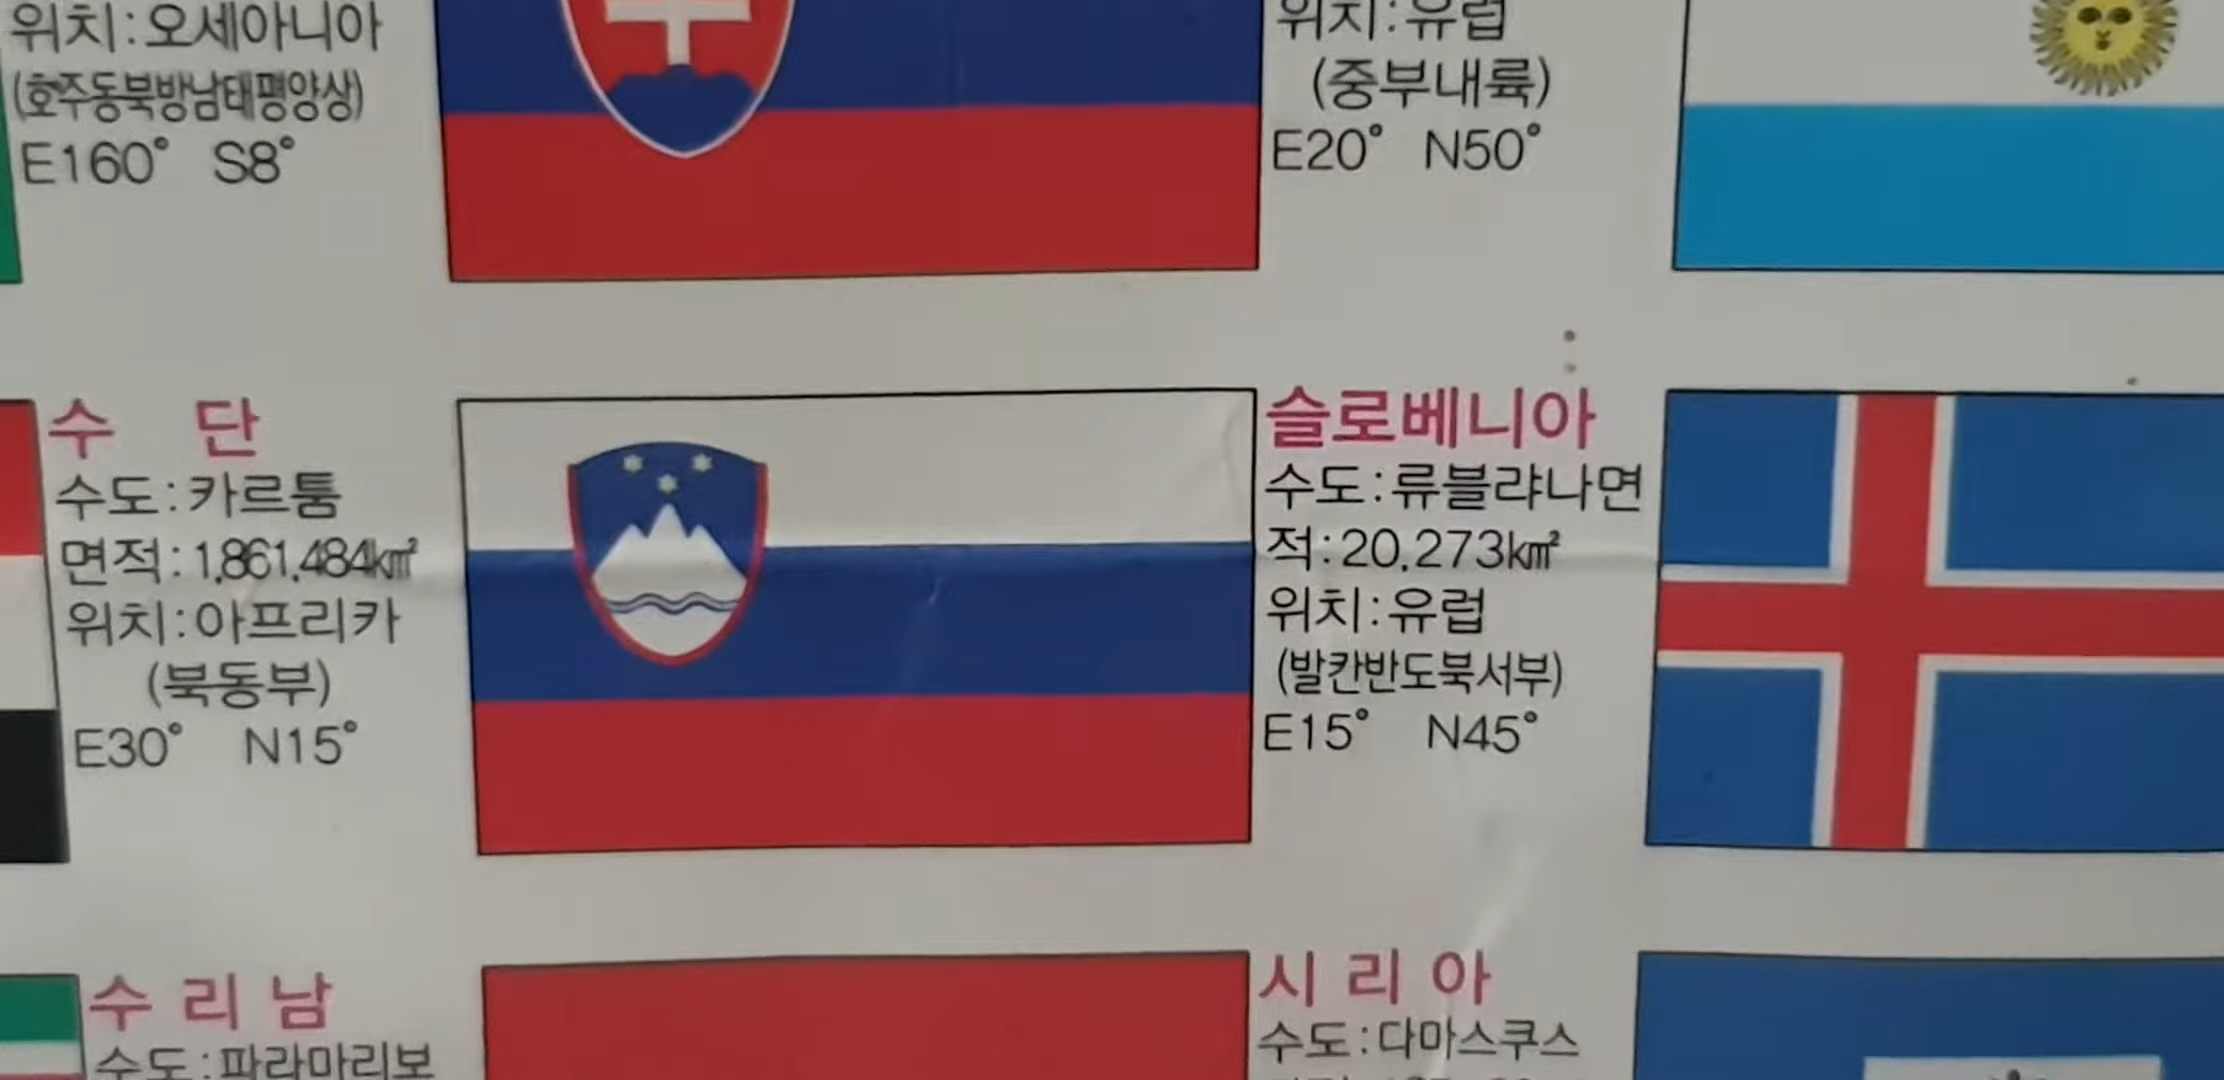 위치:오세아니아
(호주동북방남태평양상)
E160° S8°
위치:유럽
(중부내륙)
E20° N50°
수 단
수도:카르툼
면적:1,861,484㎢
위치:아프리카
(북동부)
E30° N15°
슬로베니아
수도:류블랴나면
적:20,273㎢
위치:유럽
(발칸반도북서부)
E15° N45°
수 리 남
수도:파라마리보
시 리 아
수도:다마스쿠스